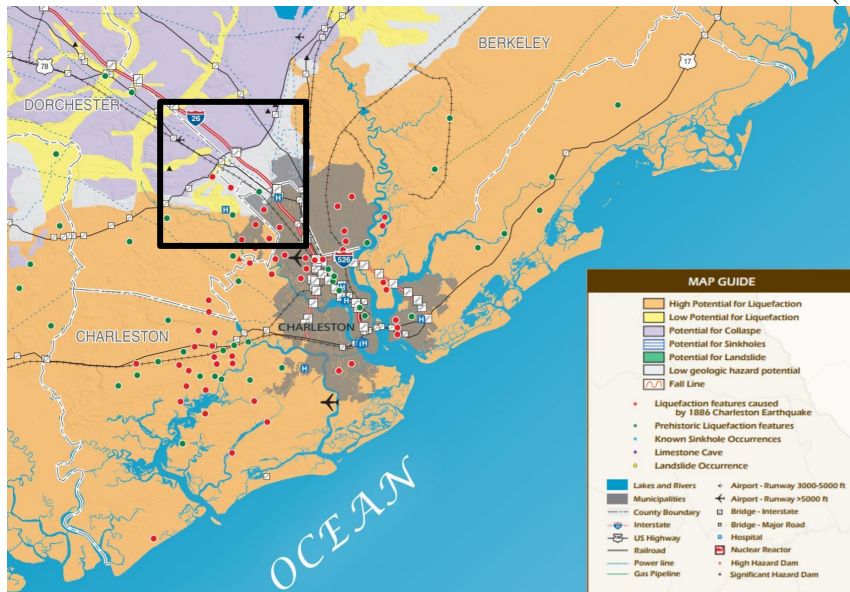 BERKELEY
17
78
DORCHESTER
26
H
H
526
H
CHARLESTON
H
CHARLESTON
H
H
OCEAN
MAP GUIDE
High Potential for Liquefaction
Low Potential for Liquefaction
Potential for Collaspe
Potential for Sinkholes
Potential for Landslide
Low geologic hazard potential
Fall Line
Liquefaction features caused
by 1886 Charleston Earthquake
Prehistoric Liquefaction features
Known Sinkhole Occurrences
Limestone Cave
Landslide Occurrence
Lakes and Rivers
Airport - Runway 3000-5000 ft
Municipalities
Airport - Runway >5000 ft
County Boundary
Bridge - Interstate
Interstate
Bridge - Major Road
US Highway
Hospital
Railroad
Nuclear Reactor
Power line
High Hazard Dam
Gas Pipeline
Significant Hazard Dam